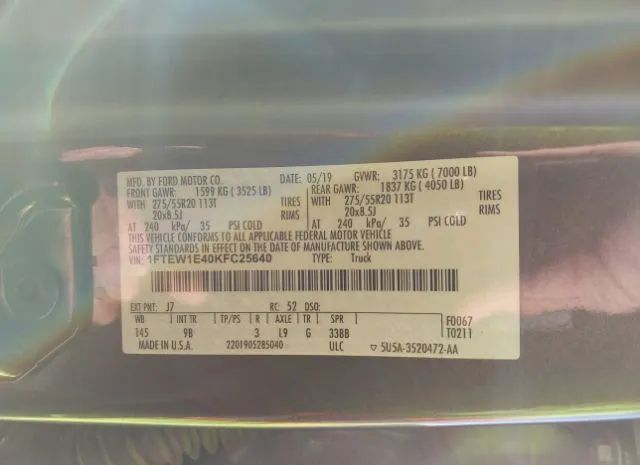 MFG. BY FORD MOTOR CO. DATE: 05/19 GVWR: 3175 KG (7000 LB)
FRONT GAWR: 1599 KG (3525 LB) REAR GAWR: 1837 KG (4050 LB)
WITH 275/55R20 113T TIRES WITH 275/55R20 113T TIRES
20x8.5J RIMS 20x8.5J RIMS
AT 240 kPa/ 35 PSI COLD AT 240 kPa/ 35 PSI COLD
THIS VEHICLE CONFORMS TO ALL APPLICABLE FEDERAL MOTOR VEHICLE
SAFETY STANDARDS IN EFFECT ON THE DATE OF MANUFACTURE SHOWN ABOVE.
VIN: 1FTEW1E40KFC25640 TYPE: Truck
EXT PNT: J7 RC: 52 DSO:
WB INT TR TP/PS R AXLE TR SPR F0067
145 9B 3 L9 G 33BB T0211
MADE IN U.S.A. 2201905285040 ULC 5U5A-3520472-AA